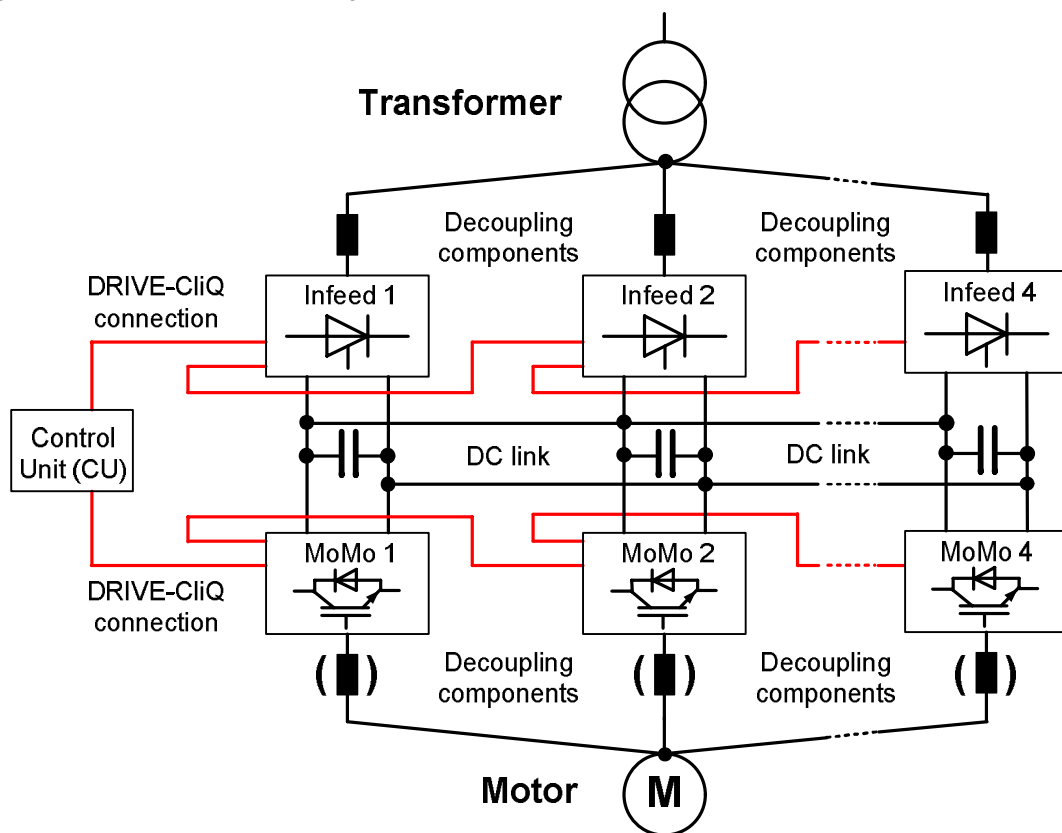 Transformer
Decoupling
components
Decoupling
components
DRIVE-CliQ
connection
Infeed 1
Infeed 2
Infeed 4
Control
Unit (CU)
DC link
DC link
MoMo 1
MoMo 2
MoMo 4
DRIVE-CliQ
connection
( )
( )
( )
Decoupling
components
Decoupling
components
Motor
M